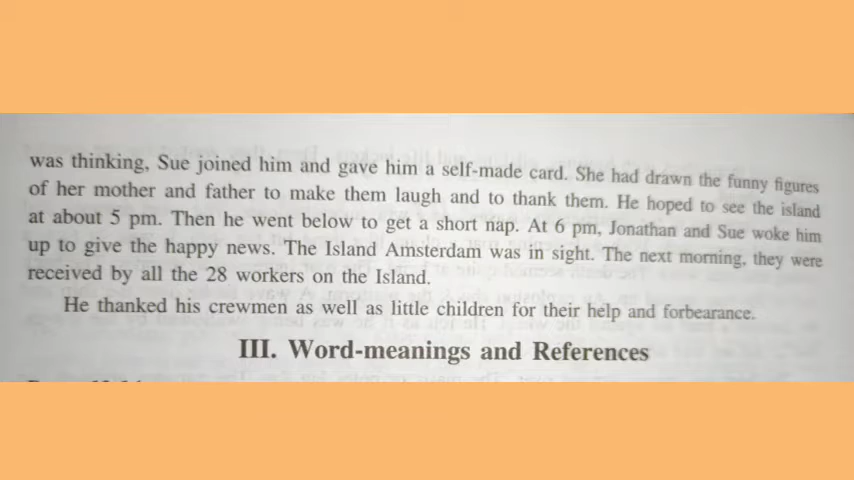 was thinking, Sue joined him and gave him a self-made card. She had drawn the funny figures
of her mother and father to make them laugh and to thank them. He hoped to see the island
at about 5 pm. Then he went below to get a short nap. At 6 pm, Jonathan and Sue woke him
up to give the happy news. The Island Amsterdam was in sight. The next morning, they were
received by all the 28 workers on the Island.
He thanked his crewmen as well as little children for their help and forbearance.
III. Word-meanings and References